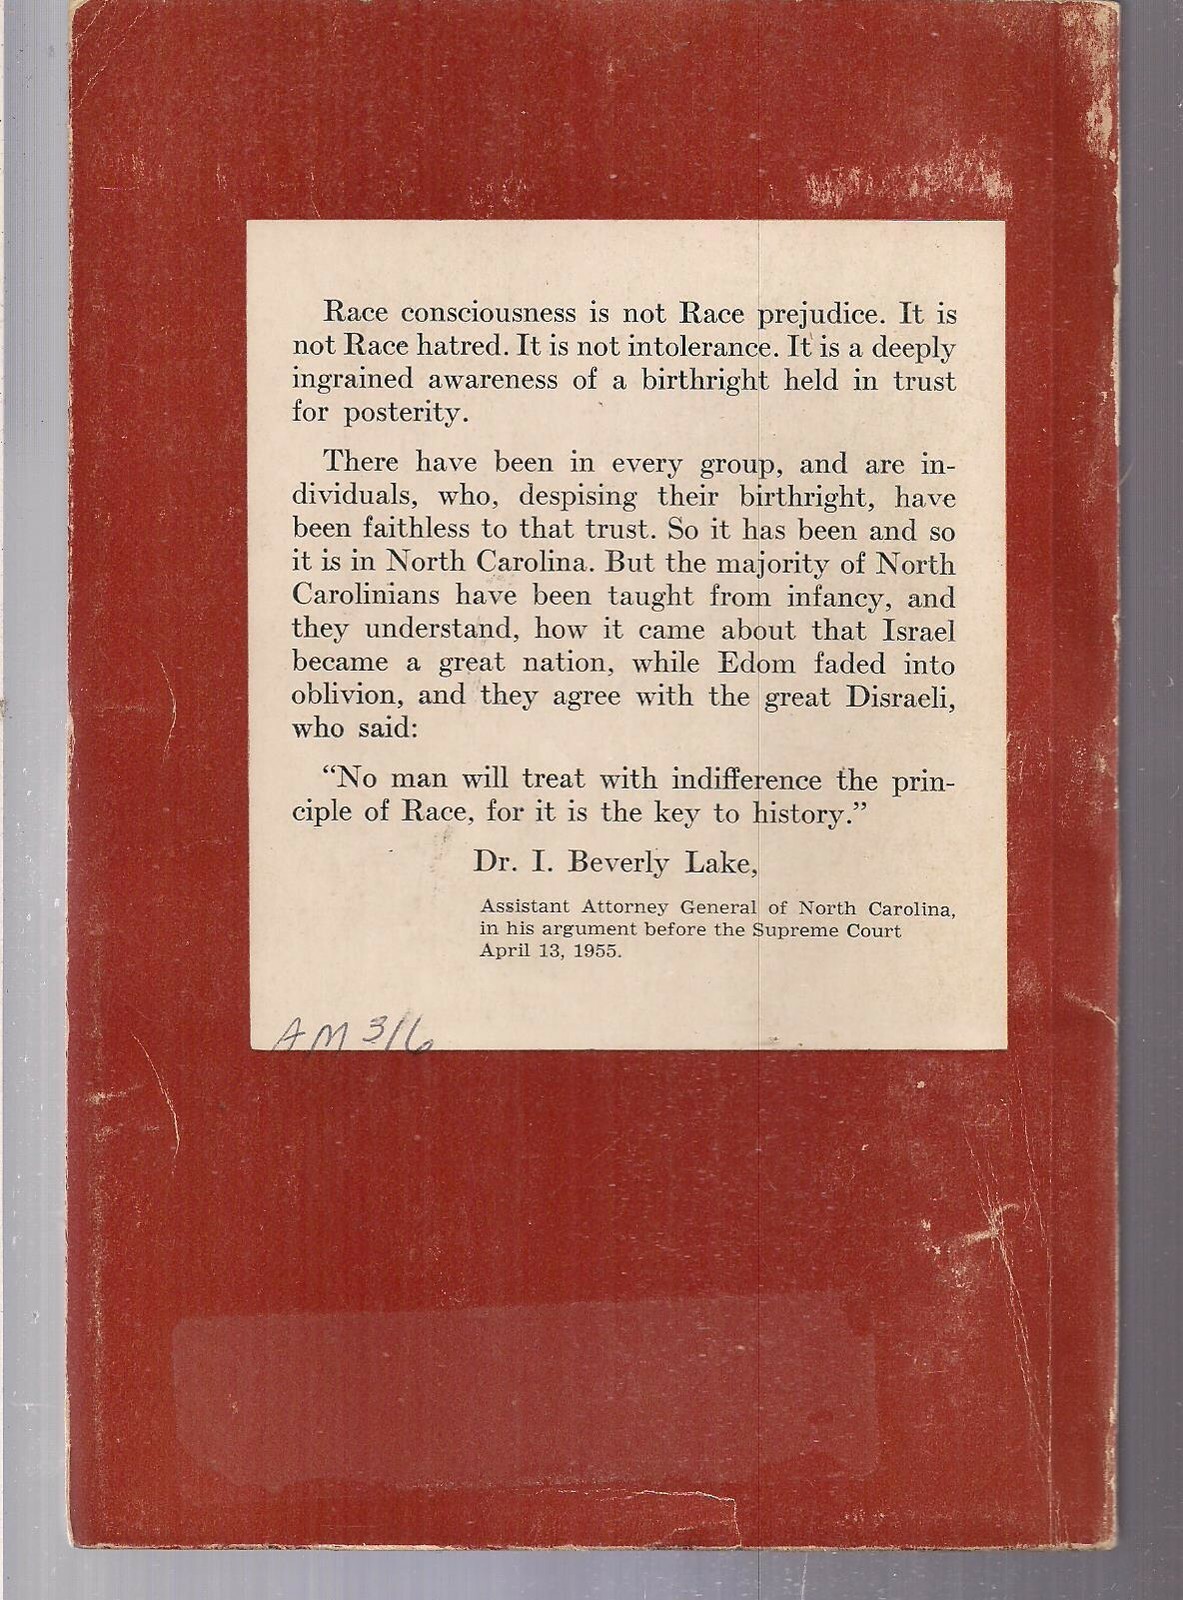 Race consciousness is not Race prejudice. It is
not Race hatred. It is not intolerance. It is a deeply
ingrained awareness of a birthright held in trust
for posterity.
There have been in every group, and are in-
dividuals, who, despising their birthright, have
been faithless to that trust. So it has been and so
it is in North Carolina. But the majority of North
Carolinians have been taught from infancy, and
they understand, how it came about that Israel
became a great nation, while Edom faded into
oblivion, and they agree with the great Disraeli,
who said:
“No man will treat with indifference the prin-
ciple of Race, for it is the key to history.”
Dr. I. Beverly Lake,
Assistant Attorney General of North Carolina,
in his argument before the Supreme Court
April 13, 1955.
AM 316